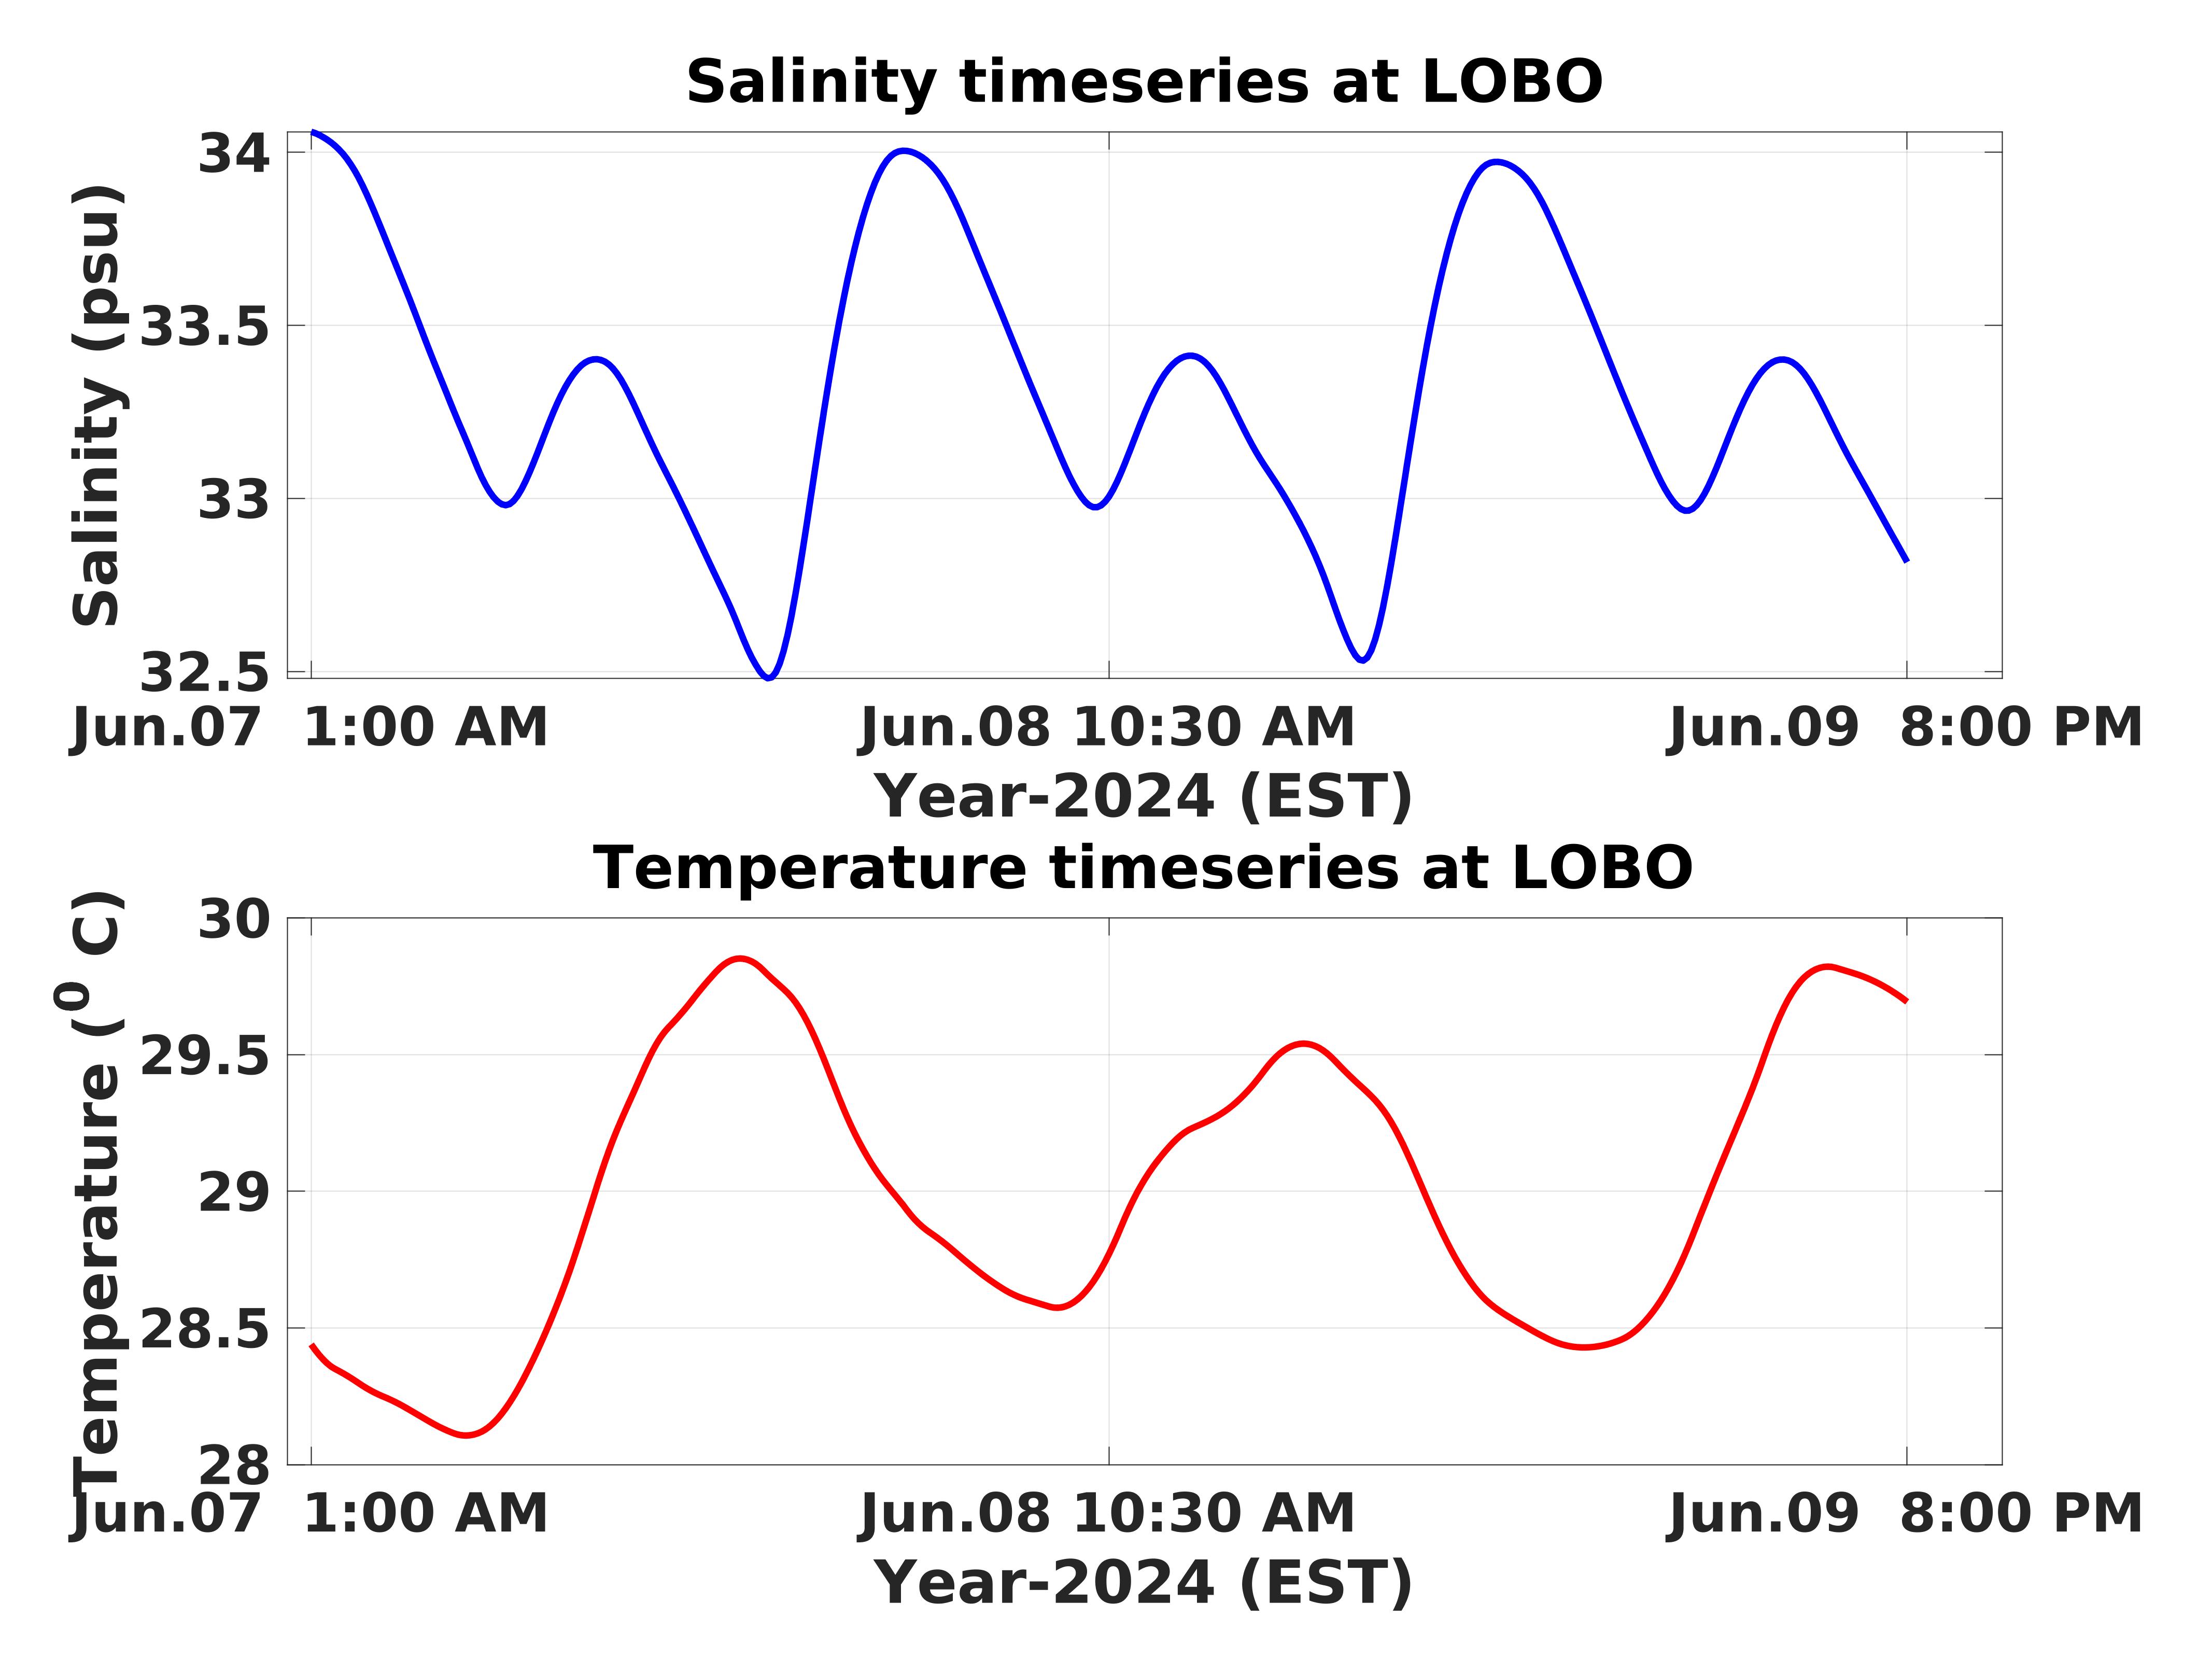 Salinity timeseries at LOBO
Salinity (psu)
34
33.5
33
32.5
Jun.07 1:00 AM
Jun.08 10:30 AM
Jun.09 8:00 PM
Year-2024 (EST)
Temperature timeseries at LOBO
Temperature (⁰ C)
30
29.5
29
28.5
28
Jun.07 1:00 AM
Jun.08 10:30 AM
Jun.09 8:00 PM
Year-2024 (EST)